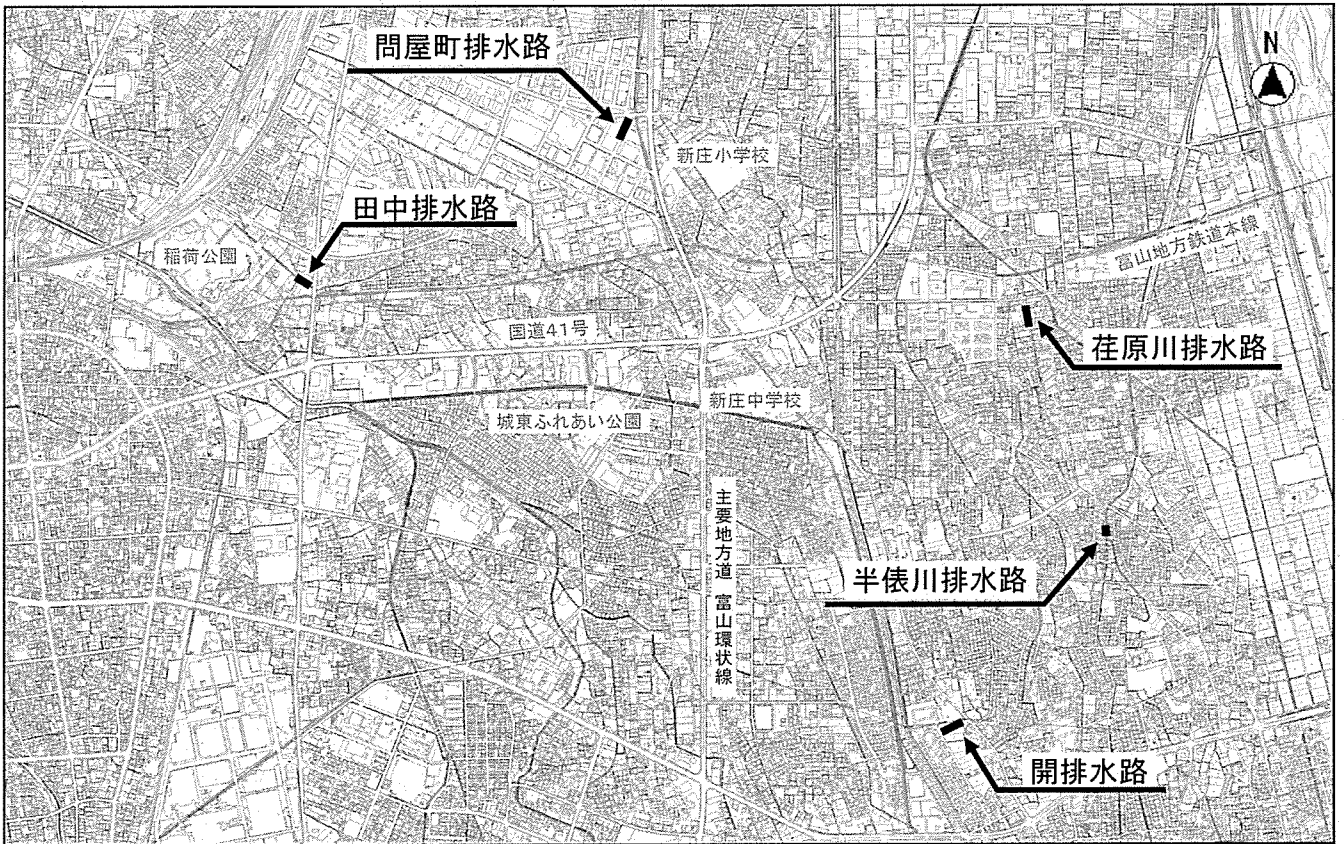 問屋町排水路
N
新庄小学校
田中排水路
稲荷公園
富山地方鉄道本線
国道41号
荏原川排水路
新庄中学校
城東ふれあい公園
主要地方道 富山環状線
半俵川排水路
開排水路